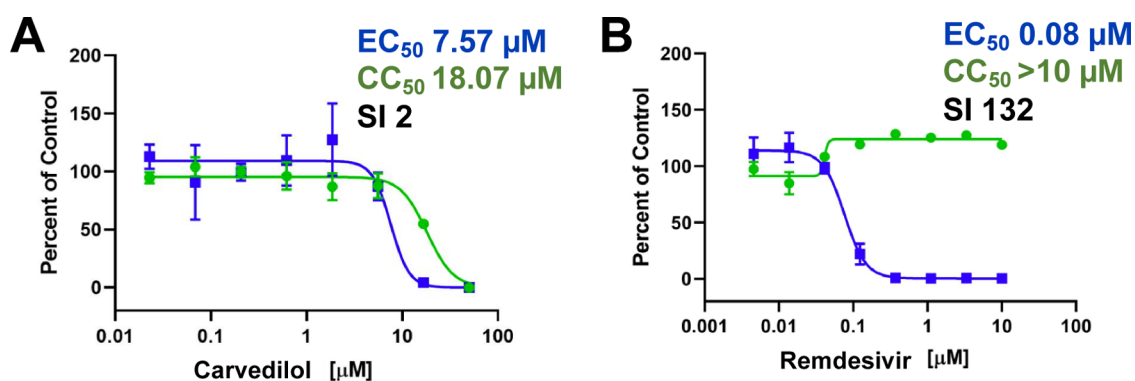 A
EC50 7.57 µM
CC50 18.07 µM
SI 2
Percent of Control
200
150
100
50
0
0.01 0.1 1 10 100
Carvedilol [µM]
B
EC50 0.08 µM
CC50 >10 µM
SI 132
Percent of Control
200
150
100
50
0
0.001 0.01 0.1 1 10 100
Remdesivir [µM]